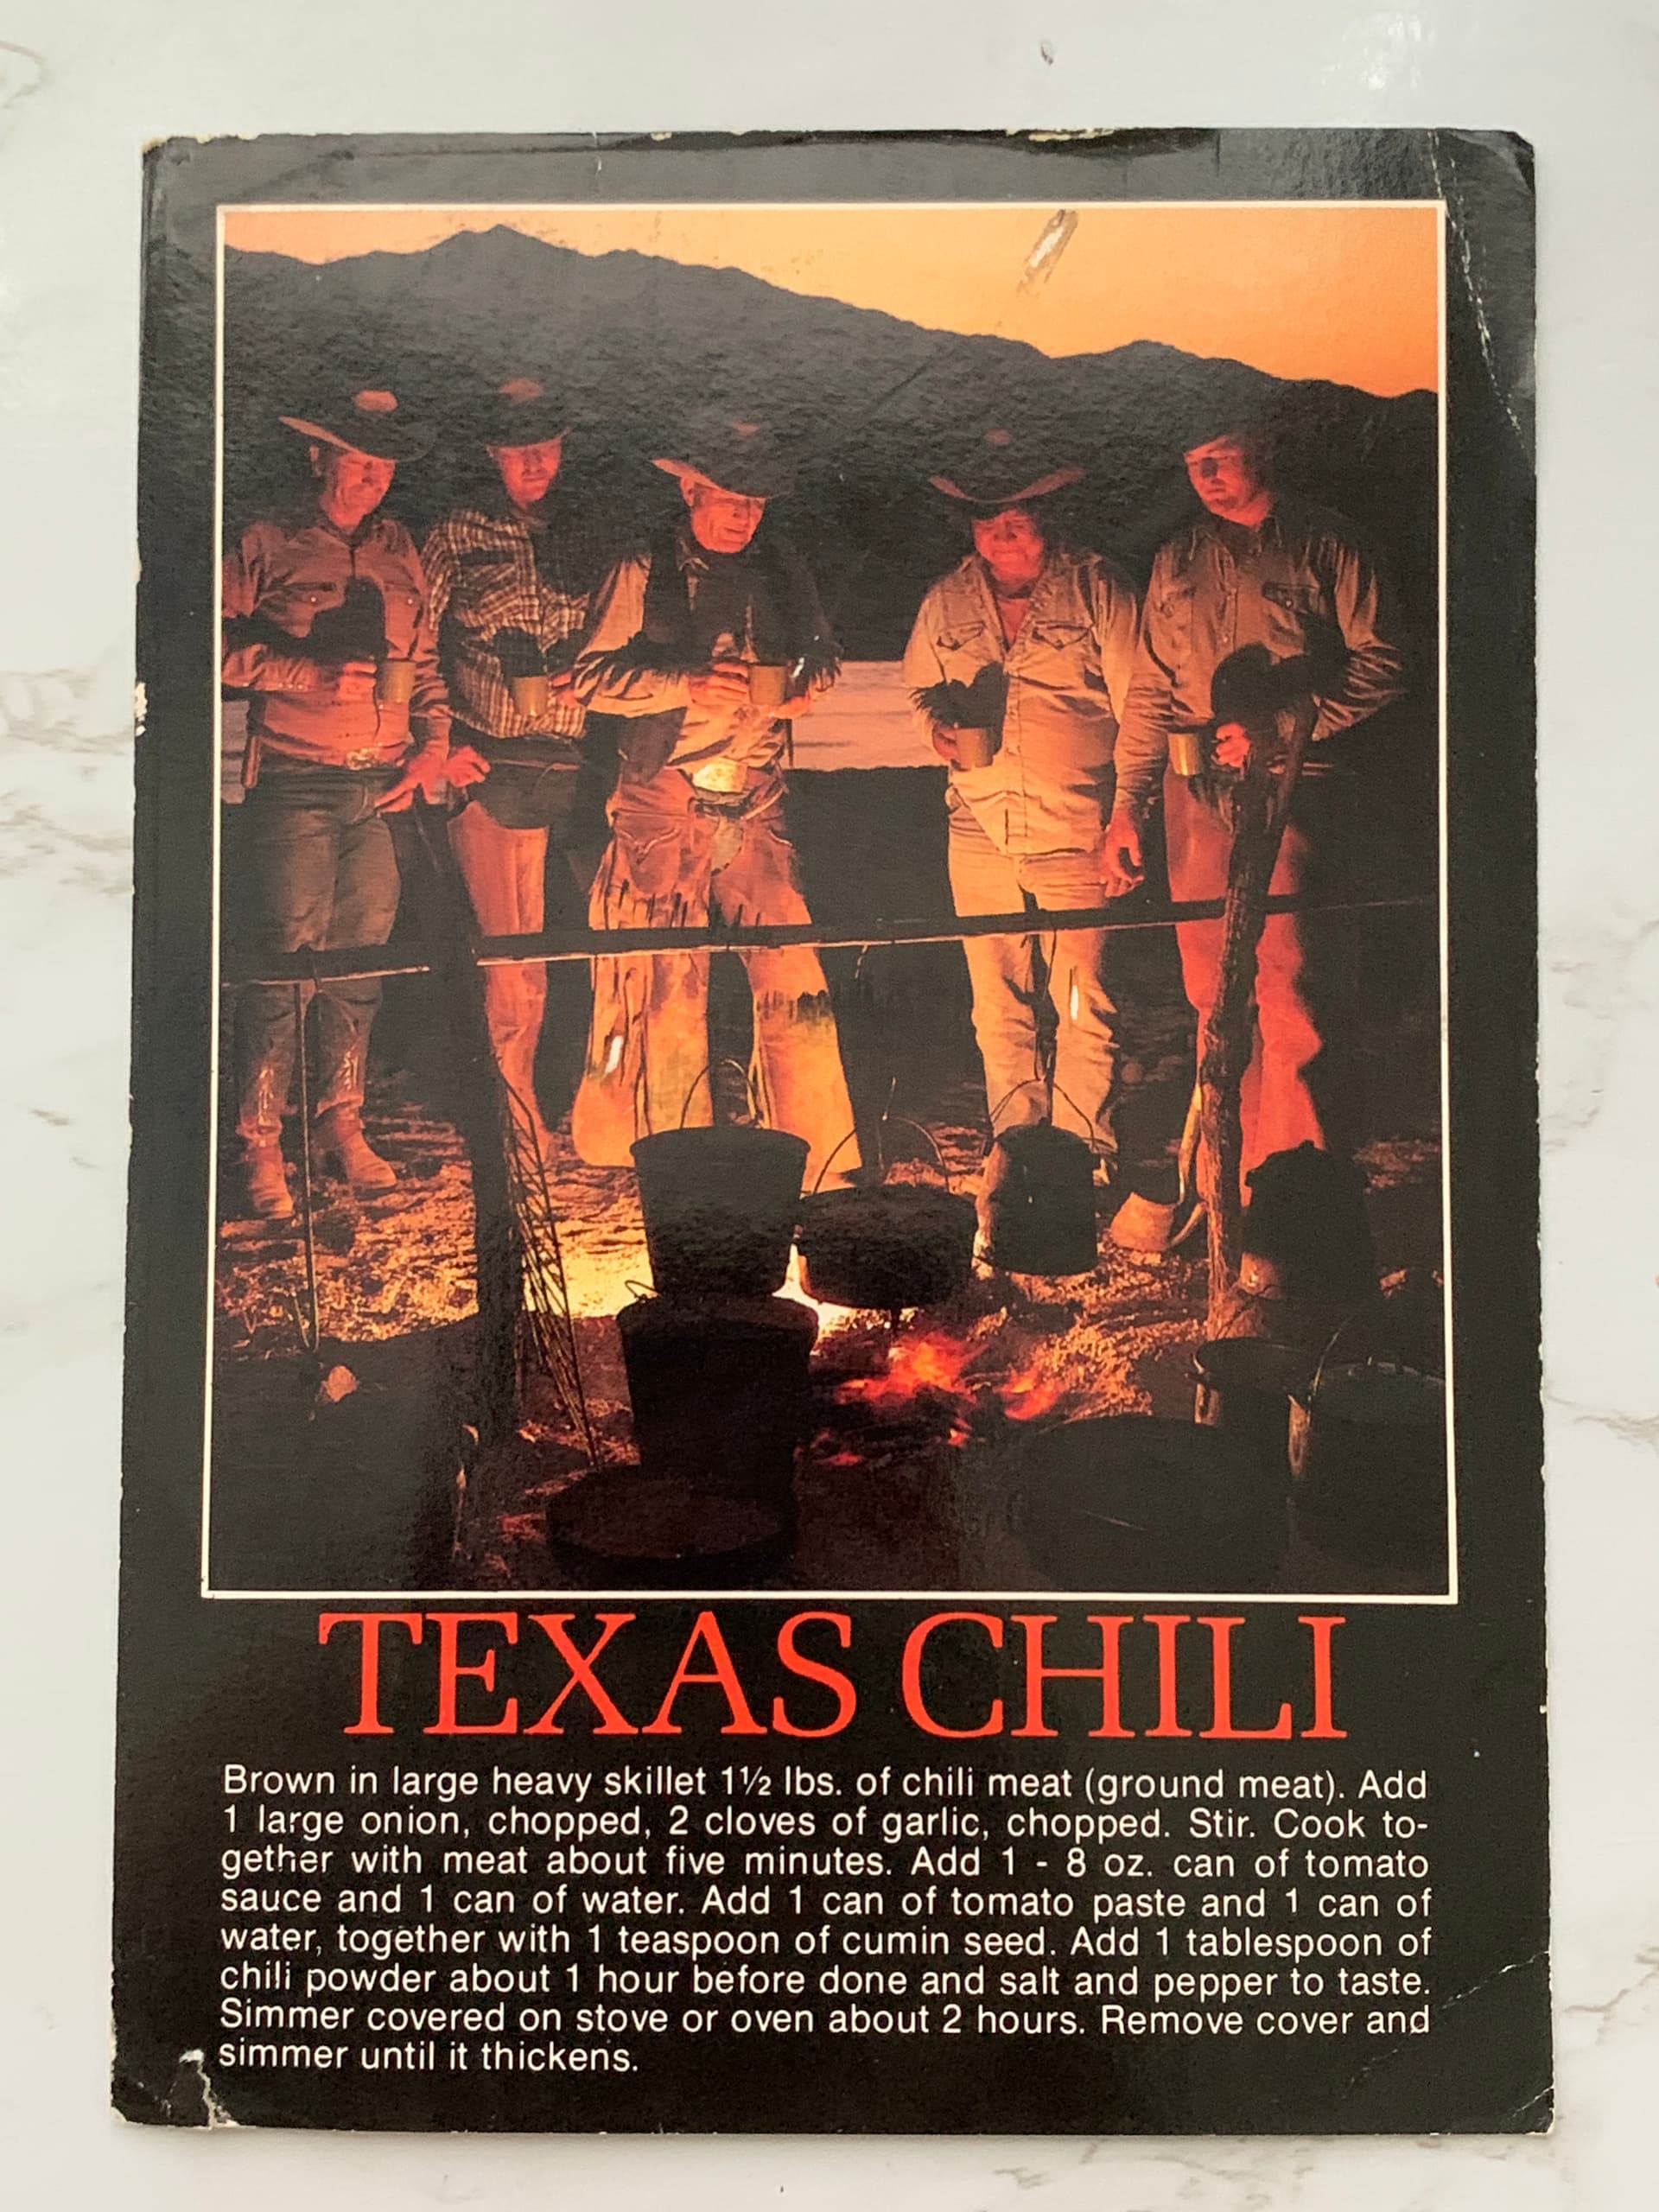 TEXAS CHILI
Brown in large heavy skillet 1½ lbs. of chili meat (ground meat). Add
1 large onion, chopped, 2 cloves of garlic, chopped. Stir. Cook to-
gether with meat about five minutes. Add 1 - 8 oz. can of tomato
sauce and 1 can of water. Add 1 can of tomato paste and 1 can of
water, together with 1 teaspoon of cumin seed. Add 1 tablespoon of
chili powder about 1 hour before done and salt and pepper to taste.
Simmer covered on stove or oven about 2 hours. Remove cover and
simmer until it thickens.